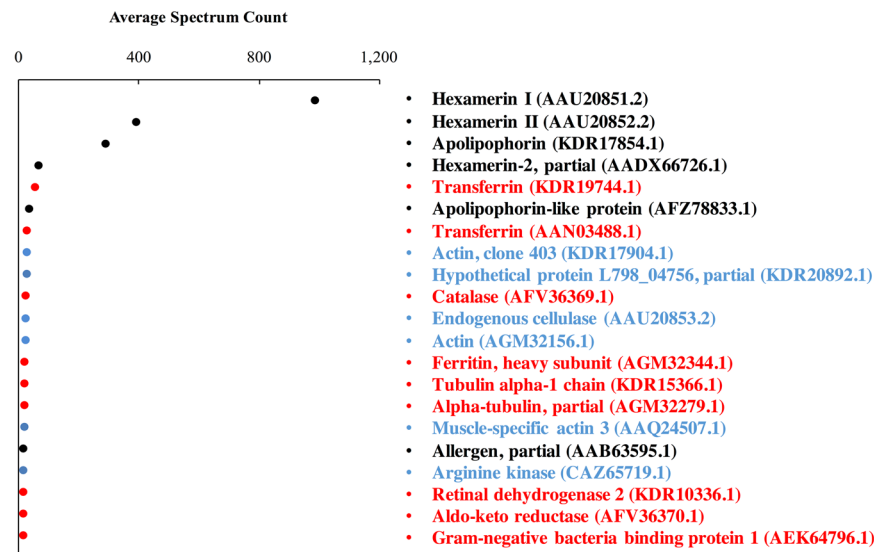 Average Spectrum Count
0 400 800 1,200
• Hexamerin I (AAU20851.2)
• Hexamerin II (AAU20852.2)
• Apolipophorin (KDR17854.1)
• Hexamerin-2, partial (AADX66726.1)
• Transferrin (KDR19744.1)
• Apolipophorin-like protein (AFZ78833.1)
• Transferrin (AAN03488.1)
• Actin, clone 403 (KDR17904.1)
• Hypothetical protein L798_04756, partial (KDR20892.1)
• Catalase (AFV36369.1)
• Endogenous cellulase (AAU20853.2)
• Actin (AGM32156.1)
• Ferritin, heavy subunit (AGM32344.1)
• Tubulin alpha-1 chain (KDR15366.1)
• Alpha-tubulin, partial (AGM32279.1)
• Muscle-specific actin 3 (AAQ24507.1)
• Allergen, partial (AAB63595.1)
• Arginine kinase (CAZ65719.1)
• Retinal dehydrogenase 2 (KDR10336.1)
• Aldo-keto reductase (AFV36370.1)
• Gram-negative bacteria binding protein 1 (AEK64796.1)